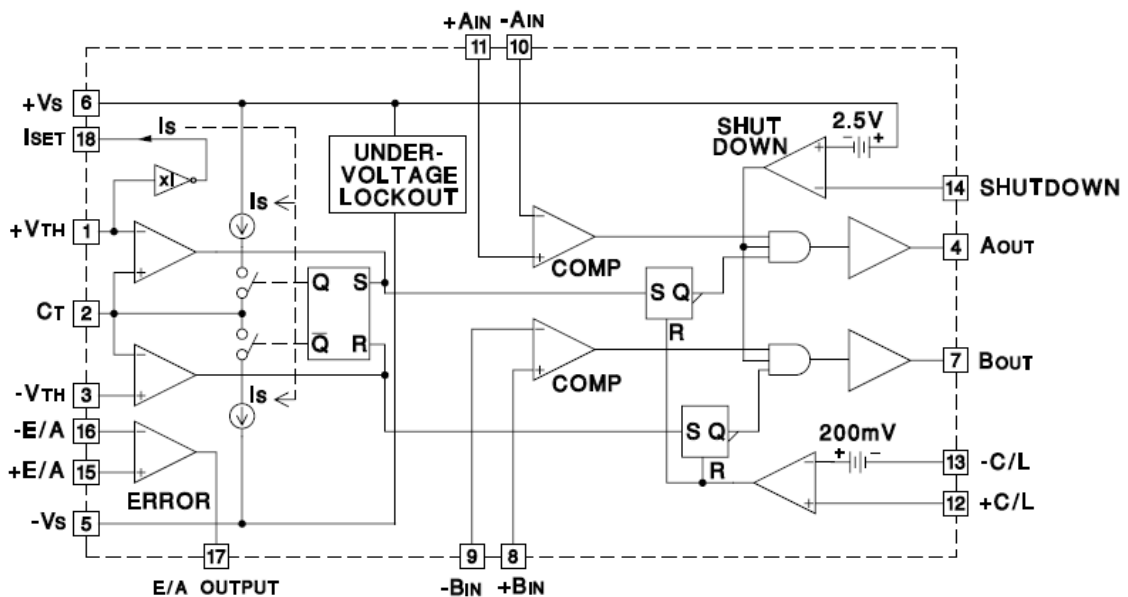 +AIN -AIN
11 10
+Vs 6
ISET 18
Is
UNDER-
VOLTAGE
LOCKOUT
SHUT
DOWN
2.5V
- +
+
-
14 SHUTDOWN
xI
+VTH 1
-
+
Is
-
+
COMP
4 AOUT
Q S
Q̅ R
S Q
R
CT 2
-
+
-
+
COMP
7 BOUT
-VTH 3
Is
-E/A 16
-
+E/A 15
+
ERROR
S Q
R
200mV
+ -
-
+
13 -C/L
12 +C/L
-Vs 5
17
E/A OUTPUT
9 8
-BIN +BIN